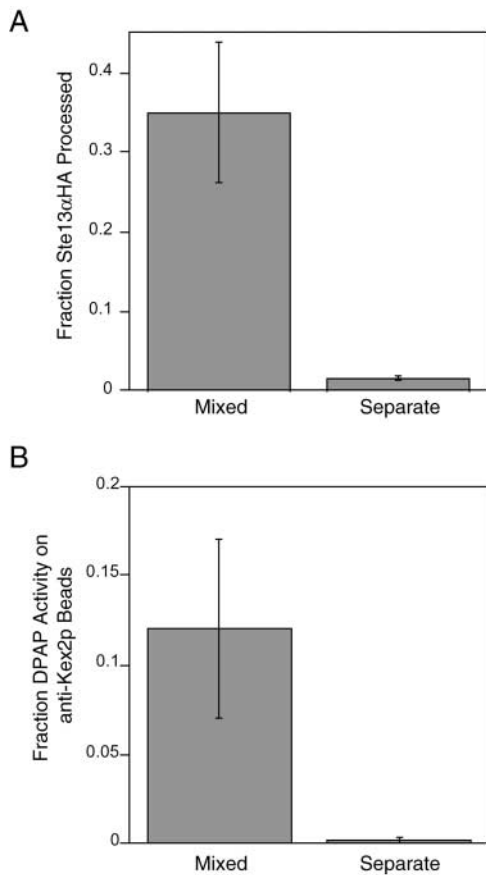 A
Fraction Ste13αHA Processed
0.4
0.3
0.2
0.1
0
Mixed Separate
B
Fraction DPAP Activity on
anti-Kex2p Beads
0.2
0.15
0.1
0.05
0
Mixed Separate